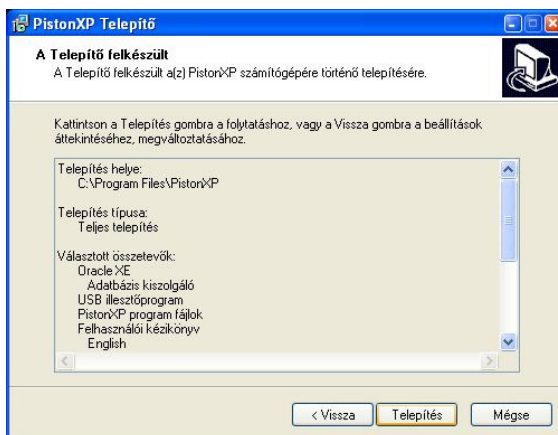 PistonXP Telepítő
A Telepítő felkészült
A Telepítő felkészült a(z) PistonXP számítógépére történő telepítésére.
Kattintson a Telepítés gombra a folytatáshoz, vagy a Vissza gombra a beállítások
áttekintéséhez, megváltoztatásához.
Telepítés helye:
C:\Program Files\PistonXP
Telepítés típusa:
Teljes telepítés
Választott összetevők:
Oracle XE
Adatbázis kiszolgáló
USB illesztőprogram
PistonXP program fájlok
Felhasználói kézikönyv
English
< Vissza
Telepítés
Mégse